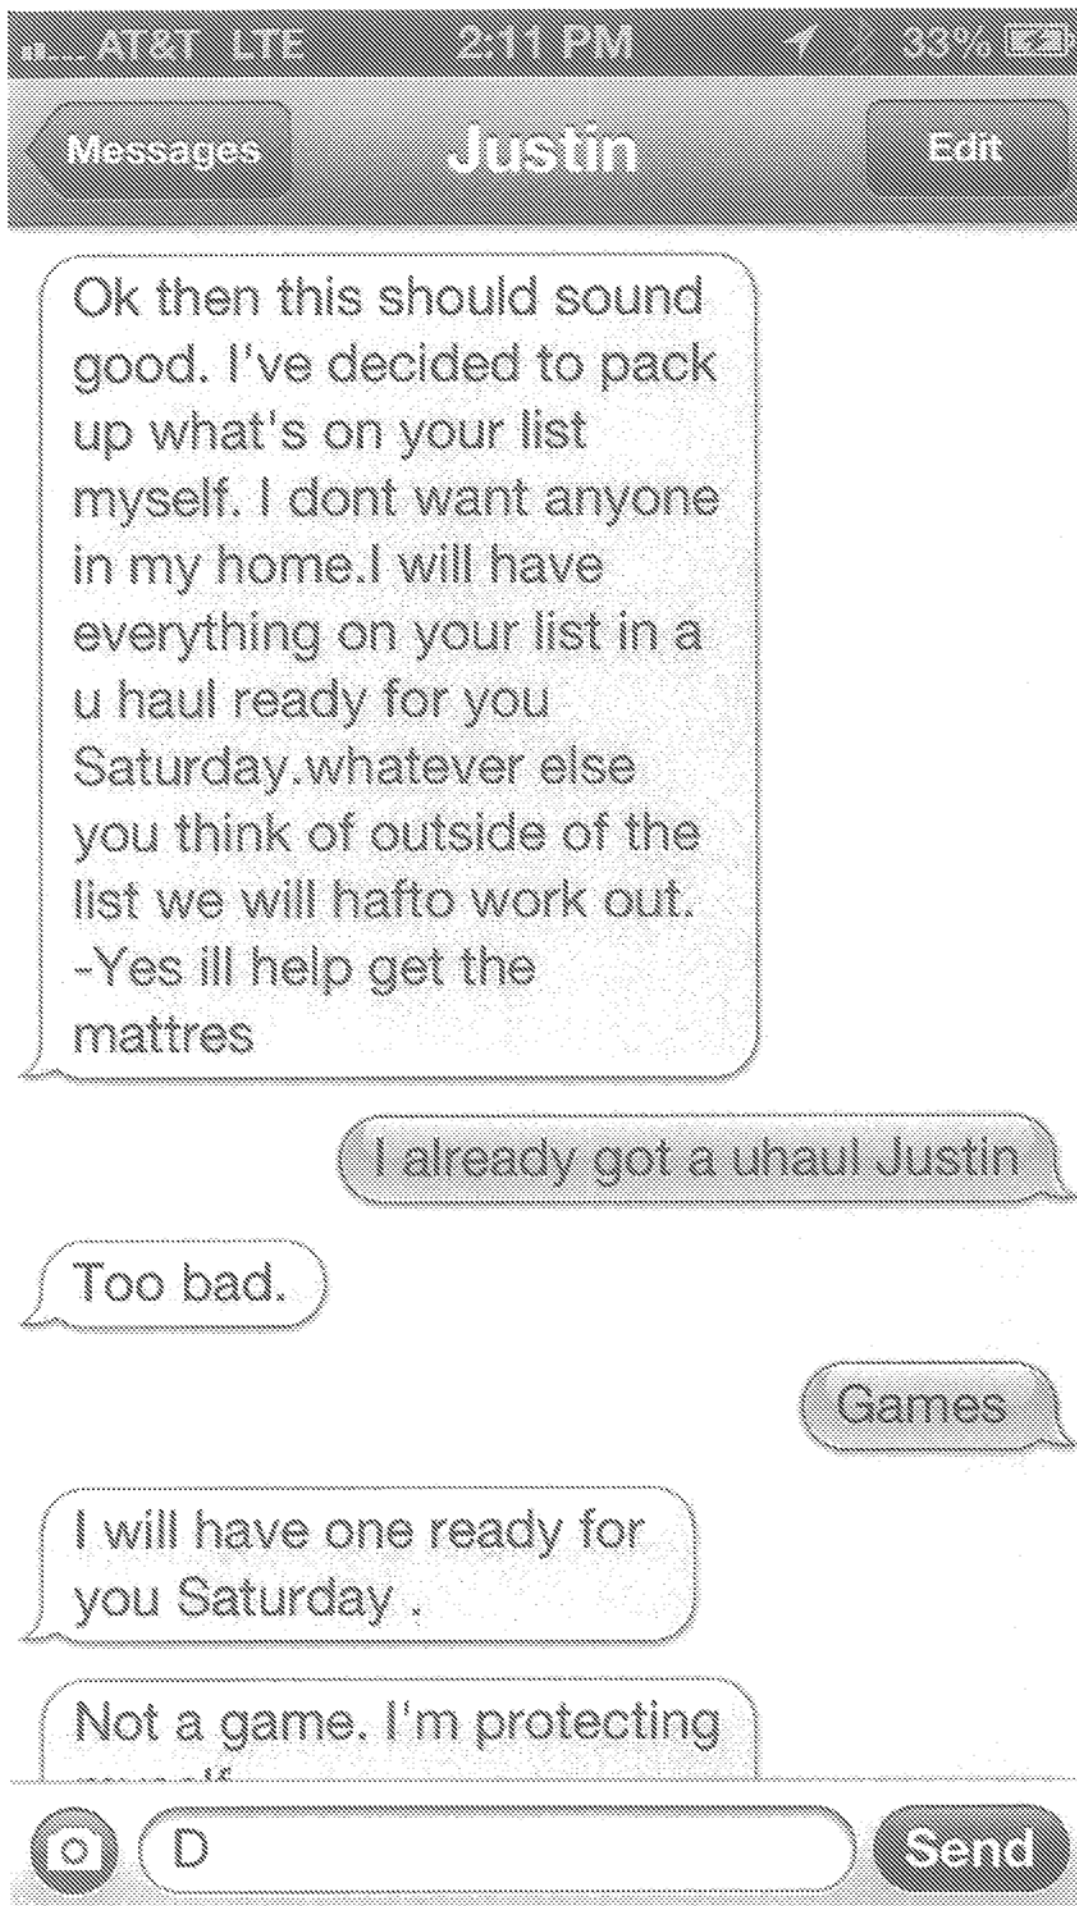 AT&T LTE 2:11 PM 33%
Messages Justin Edit
Ok then this should sound
good. I've decided to pack
up what's on your list
myself. I dont want anyone
in my home.I will have
everything on your list in a
u haul ready for you
Saturday.whatever else
you think of outside of the
list we will hafto work out.
-Yes ill help get the
mattres
I already got a uhaul Justin
Too bad.
Games
I will have one ready for
you Saturday .
Not a game. I'm protecting
D
Send